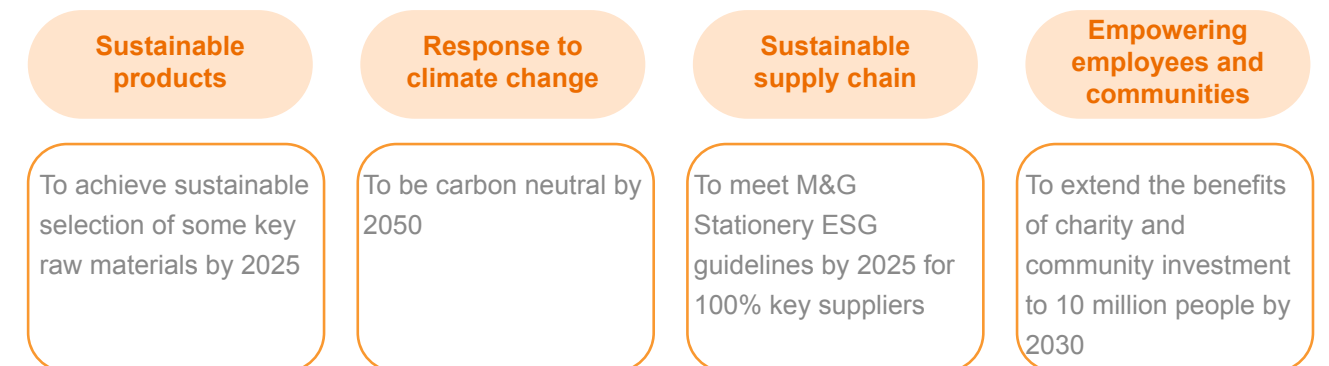 Sustainable
products
To achieve sustainable
selection of some key
raw materials by 2025
Response to
climate change
To be carbon neutral by
2050
Sustainable
supply chain
To meet M&G
Stationery ESG
guidelines by 2025 for
100% key suppliers
Empowering
employees and
communities
To extend the benefits
of charity and
community investment
to 10 million people by
2030